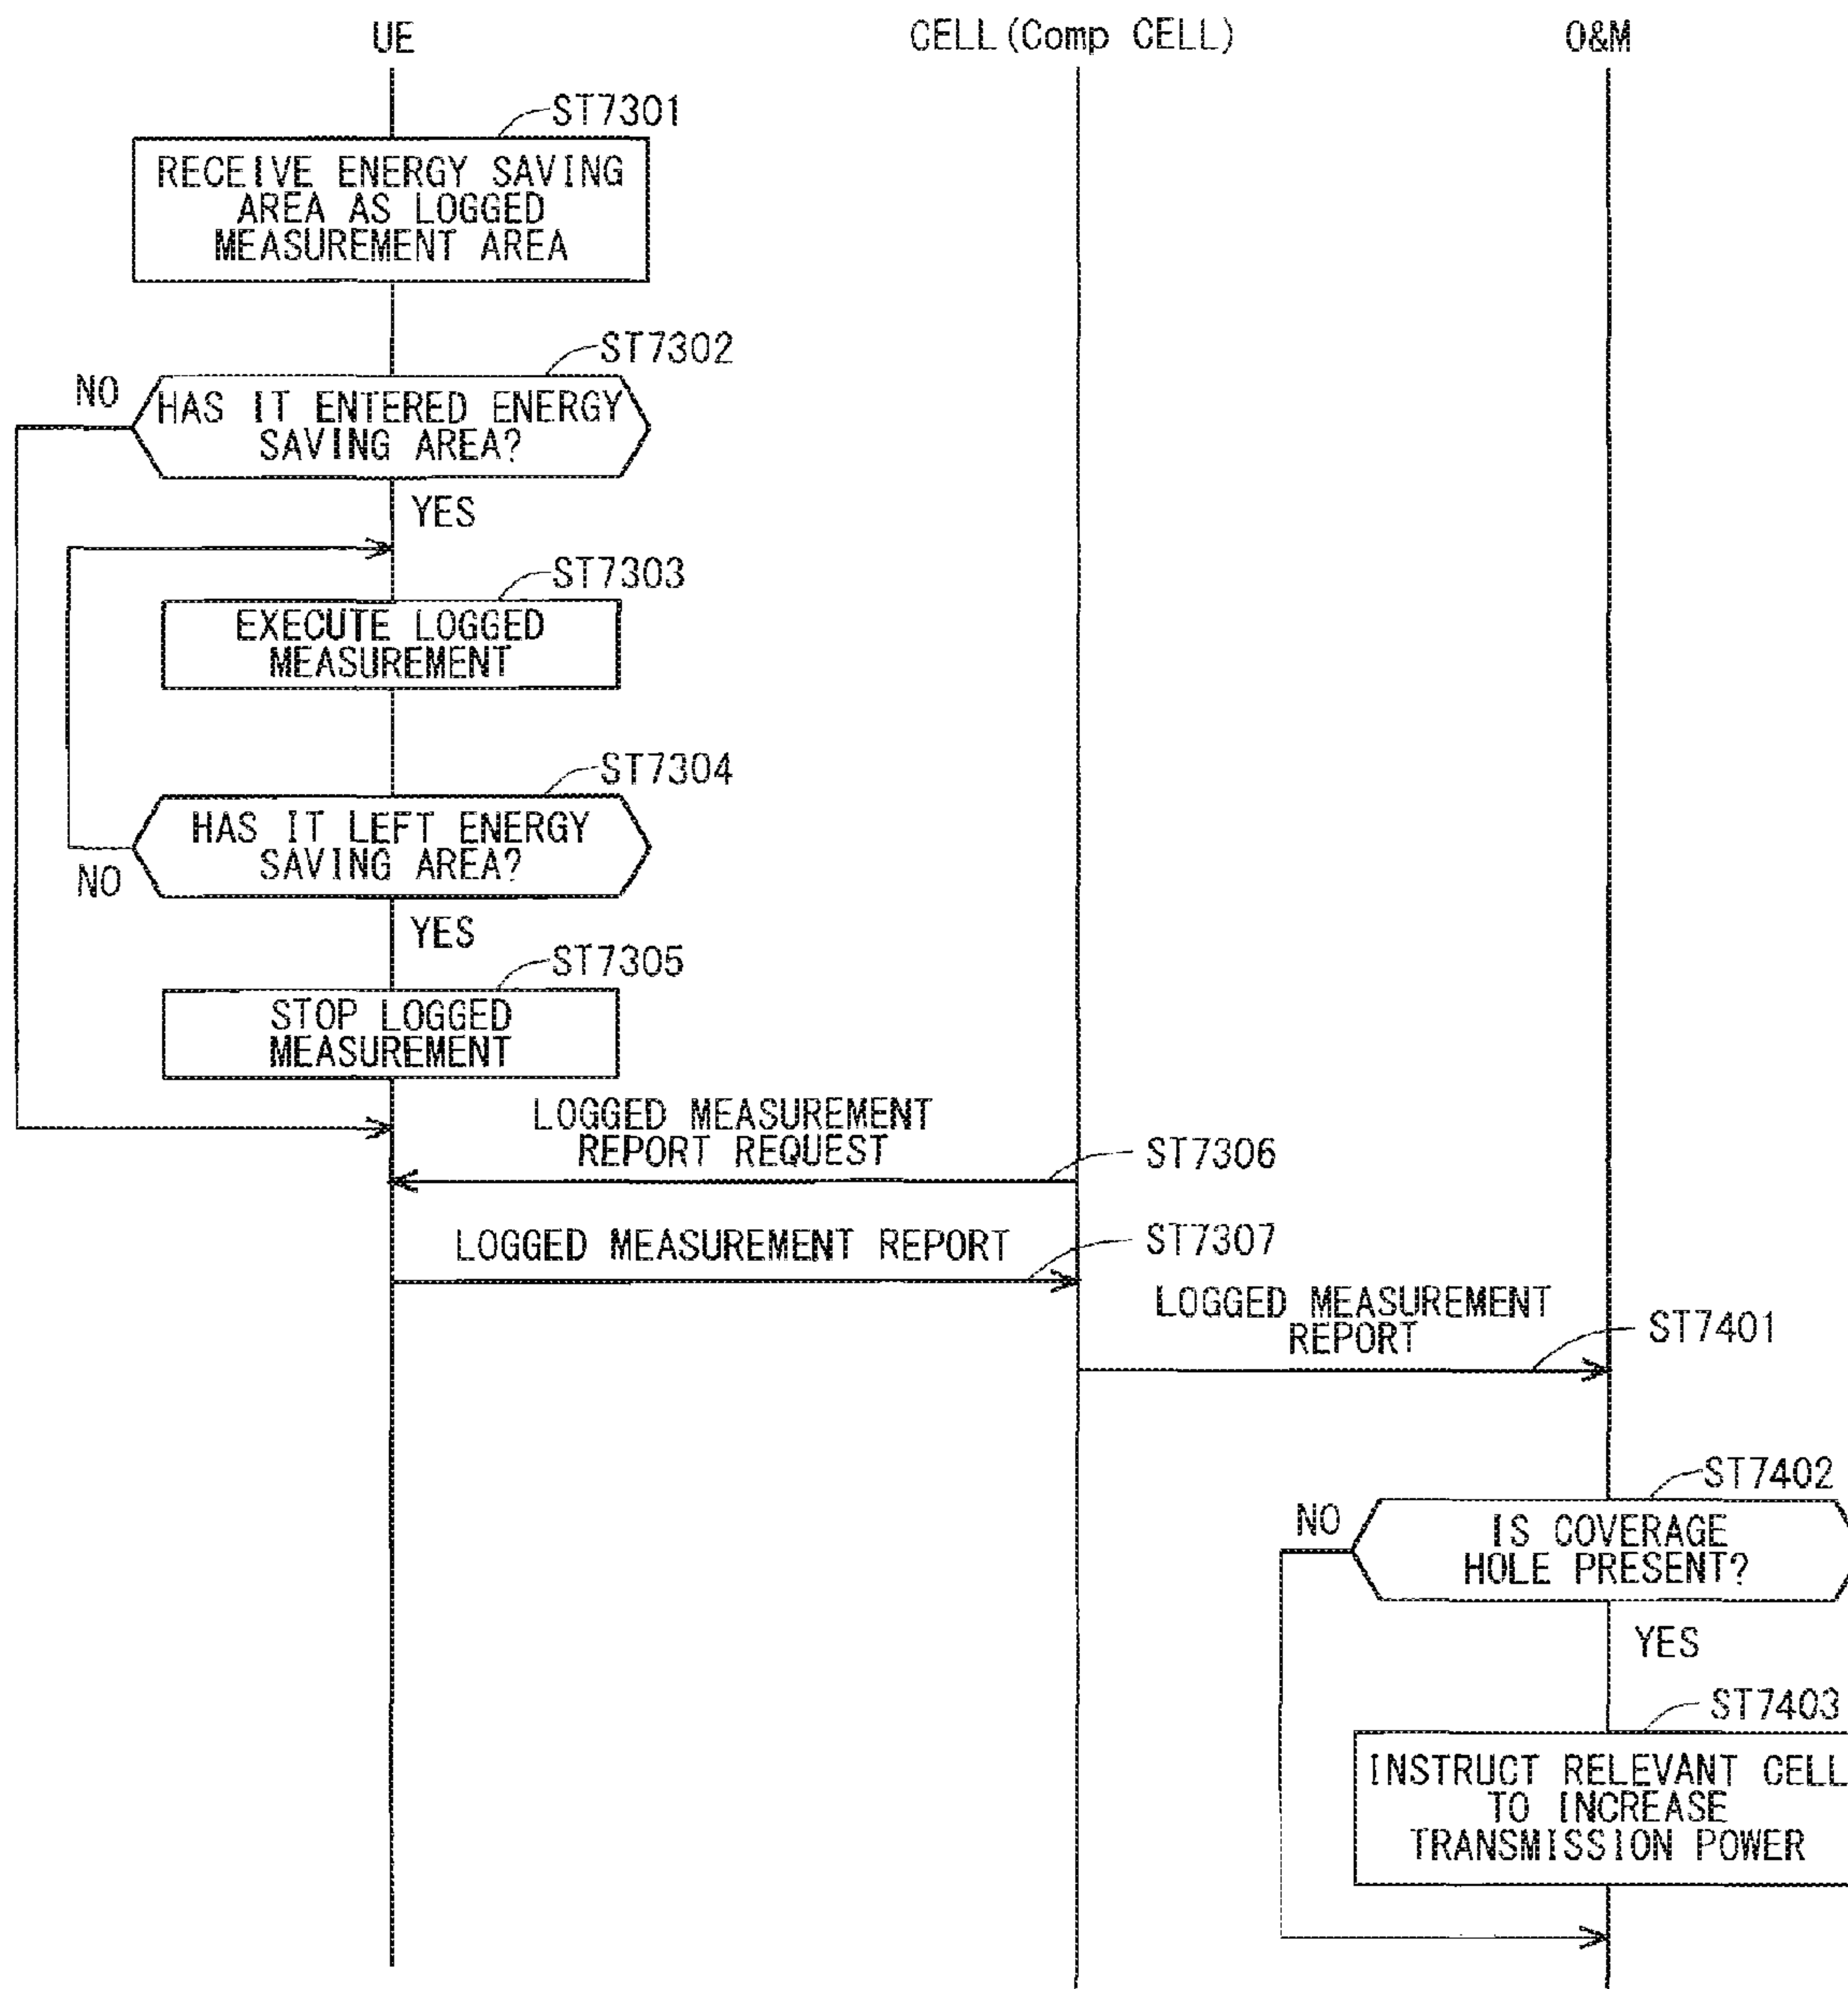 UE
CELL(Comp CELL)
O&M
ST7301
RECEIVE ENERGY SAVING
AREA AS LOGGED
MEASUREMENT AREA
ST7302
NO
HAS IT ENTERED ENERGY
SAVING AREA?
YES
ST7303
EXECUTE LOGGED
MEASUREMENT
ST7304
HAS IT LEFT ENERGY
SAVING AREA?
NO
YES
ST7305
STOP LOGGED
MEASUREMENT
LOGGED MEASUREMENT
REPORT REQUEST
ST7306
LOGGED MEASUREMENT REPORT
ST7307
LOGGED MEASUREMENT
REPORT
ST7401
ST7402
NO
IS COVERAGE
HOLE PRESENT?
YES
ST7403
INSTRUCT RELEVANT CELL
TO INCREASE
TRANSMISSION POWER